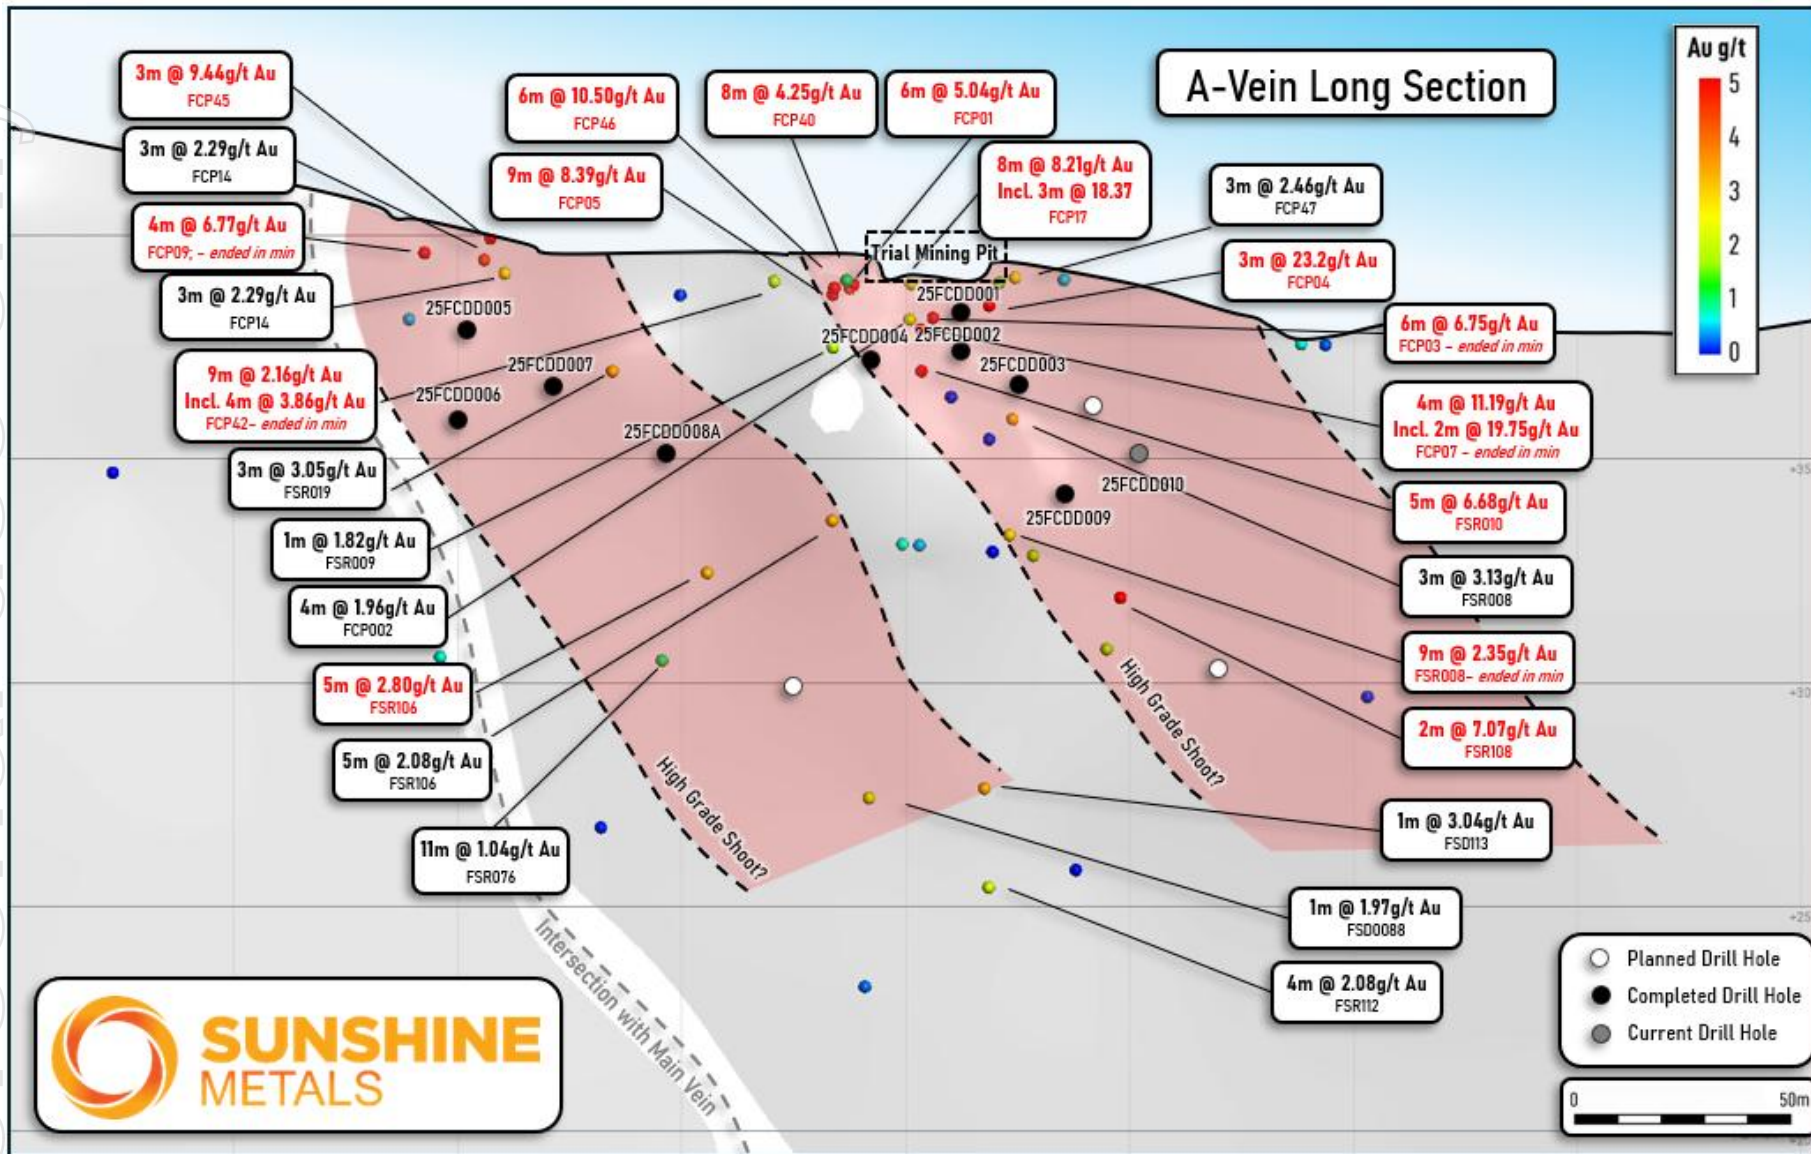 A-Vein Long Section
Au g/t
5
4
3
2
1
0
3m @ 9.44g/t Au
FCP45
3m @ 2.29g/t Au
FCP14
4m @ 6.77g/t Au
FCP09; - ended in min
3m @ 2.29g/t Au
FCP14
9m @ 2.16g/t Au
Incl. 4m @ 3.86g/t Au
FCP42- ended in min
3m @ 3.05g/t Au
FSR019
1m @ 1.82g/t Au
FSR009
4m @ 1.96g/t Au
FCP002
5m @ 2.80g/t Au
FSR106
5m @ 2.08g/t Au
FSR106
11m @ 1.04g/t Au
FSR076
6m @ 10.50g/t Au
FCP46
9m @ 8.39g/t Au
FCP05
8m @ 4.25g/t Au
FCP40
6m @ 5.04g/t Au
FCP01
8m @ 8.21g/t Au
Incl. 3m @ 18.37
FCP17
3m @ 2.46g/t Au
FCP47
3m @ 23.2g/t Au
FCP04
6m @ 6.75g/t Au
FCP03 - ended in min
4m @ 11.19g/t Au
Incl. 2m @ 19.75g/t Au
FCP07 - ended in min
5m @ 6.68g/t Au
FSR010
3m @ 3.13g/t Au
FSR008
9m @ 2.35g/t Au
FSR008- ended in min
2m @ 7.07g/t Au
FSR108
1m @ 3.04g/t Au
FSD113
1m @ 1.97g/t Au
FSD0088
4m @ 2.08g/t Au
FSR112
Trial Mining Pit
25FCDD001
25FCDD005
25FCDD004
25FCDD002
25FCDD007
25FCDD003
25FCDD006
25FCDD008A
25FCDD010
25FCDD009
High Grade Shoot?
High Grade Shoot?
Intersection with Main Vein
Planned Drill Hole
Completed Drill Hole
Current Drill Hole
0
50m
SUNSHINE
METALS